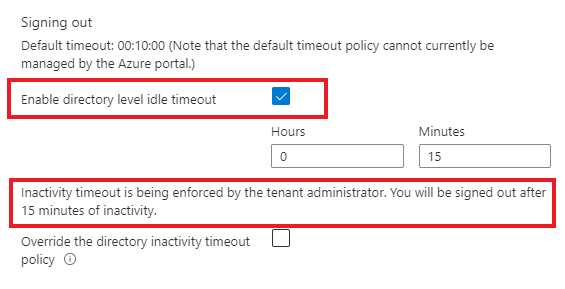 Signing out
Default timeout: 00:10:00 (Note that the default timeout policy cannot currently be
managed by the Azure portal.)
Enable directory level idle timeout
Hours
Minutes
0
15
Inactivity timeout is being enforced by the tenant administrator. You will be signed out after
15 minutes of inactivity.
Override the directory inactivity timeout
policy